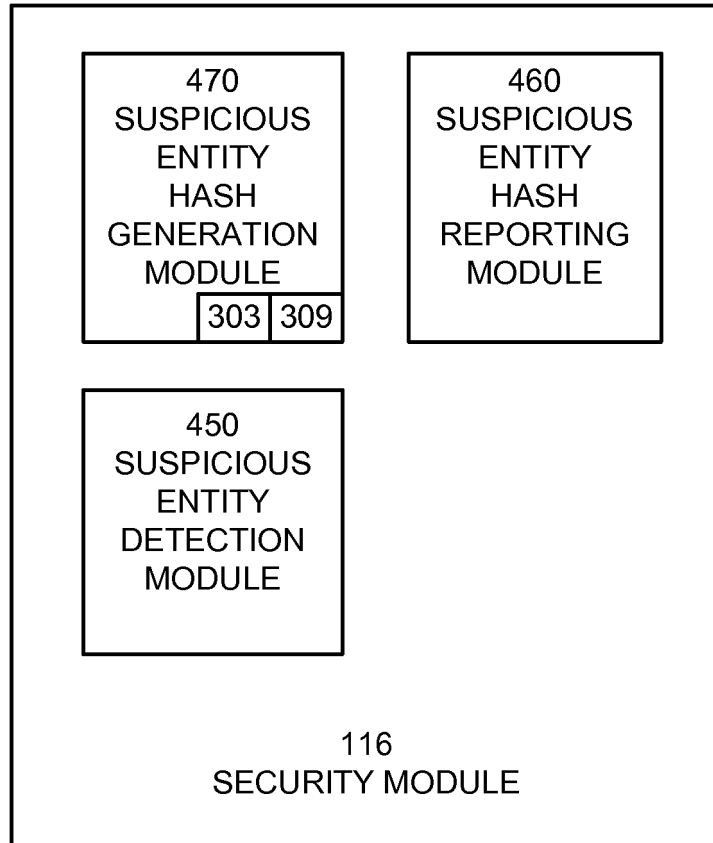 470
SUSPICIOUS
ENTITY
HASH
GENERATION
MODULE
303 309
460
SUSPICIOUS
ENTITY
HASH
REPORTING
MODULE
450
SUSPICIOUS
ENTITY
DETECTION
MODULE
116
SECURITY MODULE